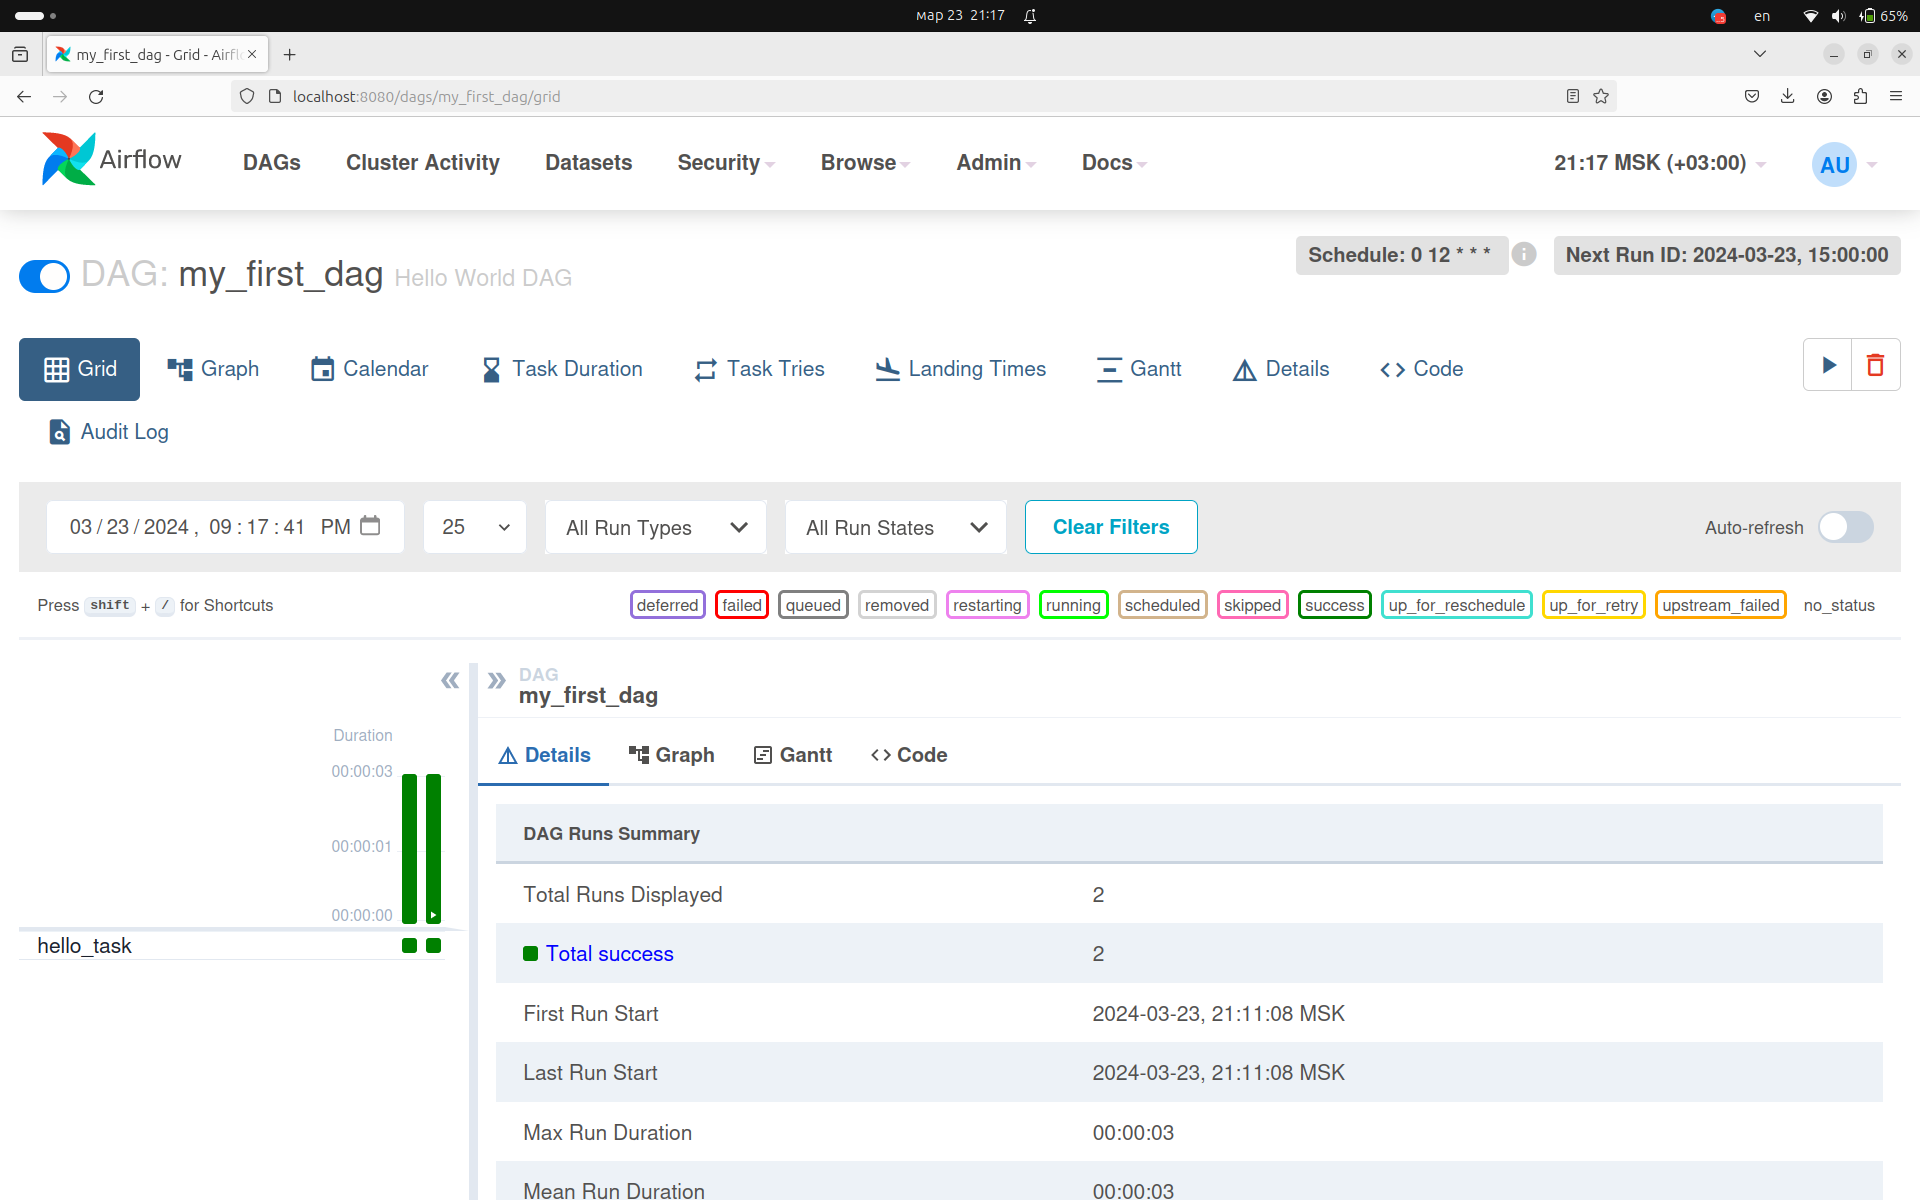 мар 23 21:17
en
65%
my_first_dag - Grid - Airfl
localhost:8080/dags/my_first_dag/grid
Airflow
DAGs
Cluster Activity
Datasets
Security
Browse
Admin
Docs
21:17 MSK (+03:00)
AU
DAG: my_first_dag Hello World DAG
Schedule: 0 12 * * *
Next Run ID: 2024-03-23, 15:00:00
Grid
Graph
Calendar
Task Duration
Task Tries
Landing Times
Gantt
Details
Code
Audit Log
03/23/2024, 09:17:41 PM
25
All Run Types
All Run States
Clear Filters
Auto-refresh
Press shift + / for Shortcuts
deferred
failed
queued
removed
restarting
running
scheduled
skipped
success
up_for_reschedule
up_for_retry
upstream_failed
no_status
Duration
00:00:03
00:00:01
00:00:00
hello_task
DAG
my_first_dag
Details
Graph
Gantt
Code
DAG Runs Summary
Total Runs Displayed 2
Total success 2
First Run Start 2024-03-23, 21:11:08 MSK
Last Run Start 2024-03-23, 21:11:08 MSK
Max Run Duration 00:00:03
Mean Run Duration 00:00:03